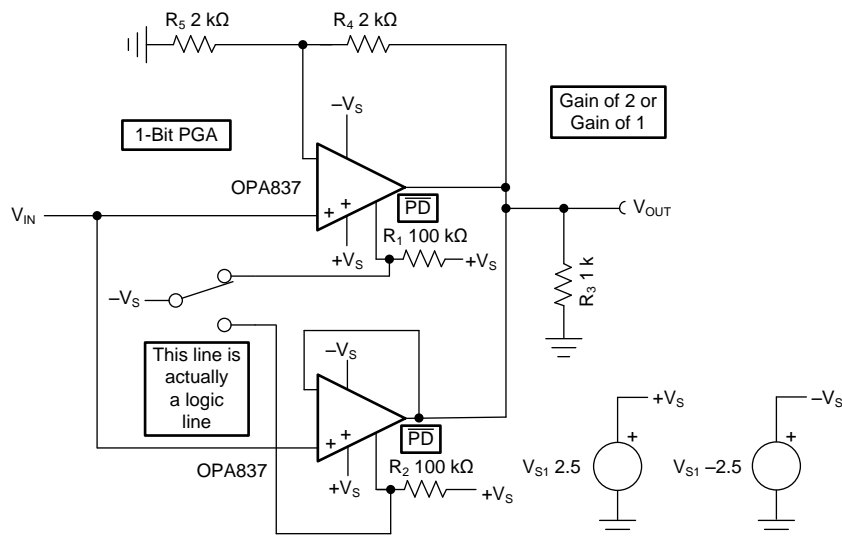 R5 2 kΩ
R4 2 kΩ
–VS
1-Bit PGA
Gain of 2 or
Gain of 1
OPA837
PD
VIN
+
+
VOUT
+VS
R1 100 kΩ
+VS
–VS
R3 1 k
This line is
actually
a logic
line
–VS
+
+
PD
OPA837
+VS
R2 100 kΩ
+VS
+VS
–VS
VS1 2.5
+
VS1 –2.5
+